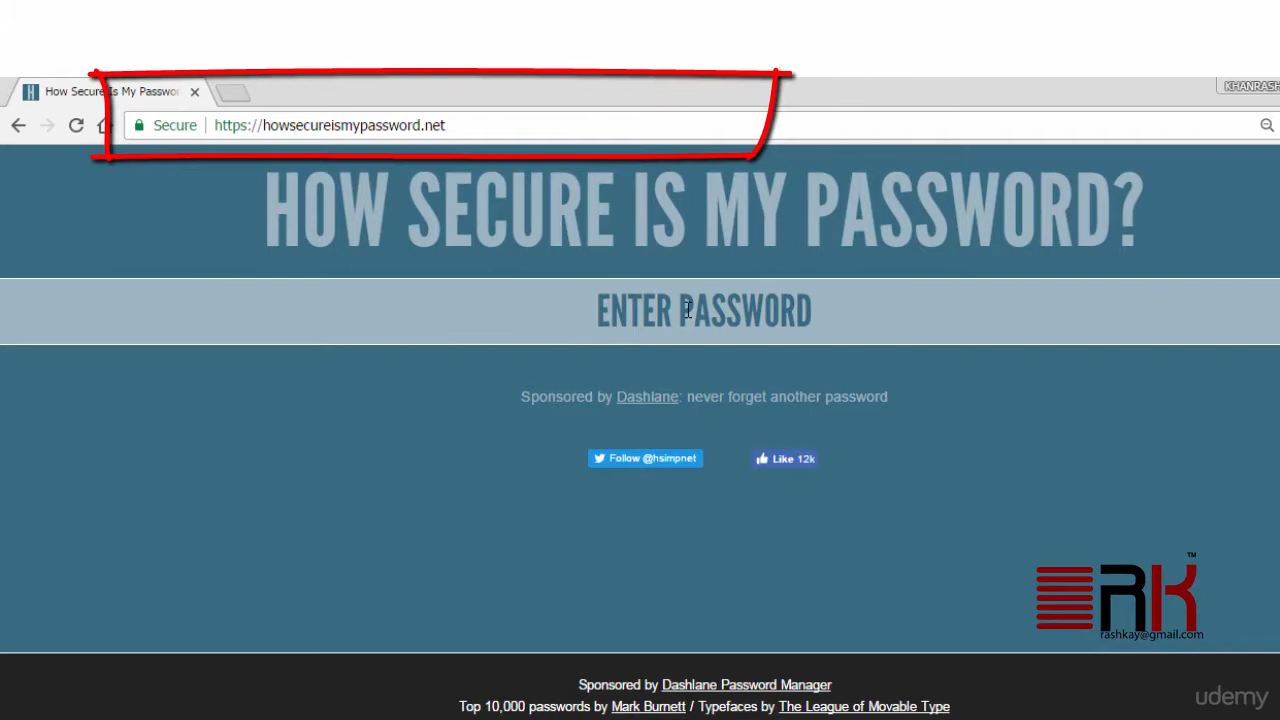 How Secure Is My Passwor
KHANRASH
Secure
https://howsecureismypassword.net
HOW SECURE IS MY PASSWORD?
ENTER PASSWORD
Sponsored by Dashlane: never forget another password
Follow @hsimpnet
Like 12k
TM
RK
rashkay@gmail.com
Sponsored by Dashlane Password Manager
Top 10,000 passwords by Mark Burnett / Typefaces by The League of Movable Type
udemy